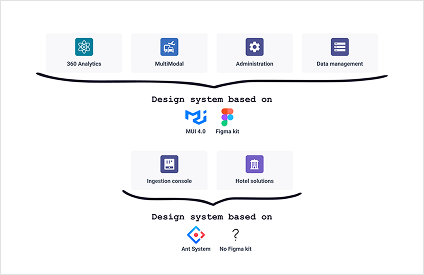 360 Analytics
MultiModal
Administration
Data management
Design system based on
MUI 4.0
Figma kit
Ingestion console
Hotel solutions
Design system based on
Ant System
?
No Figma kit